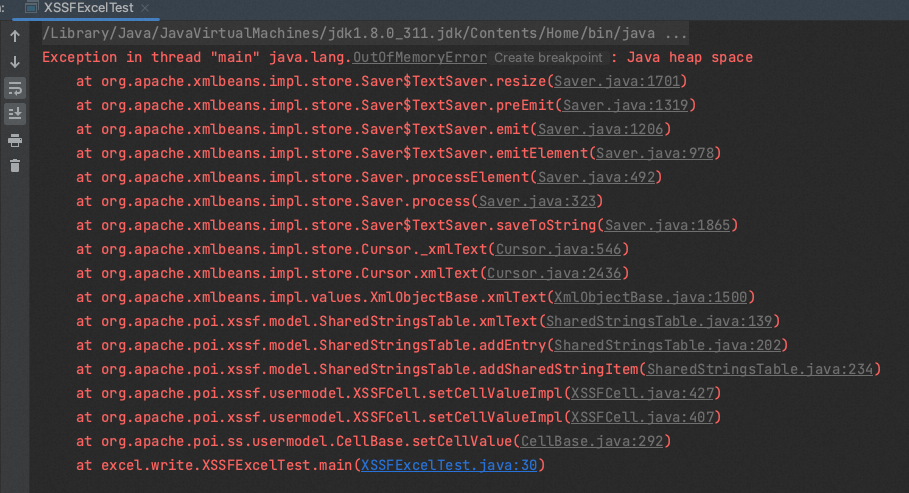 XSSFExcelTest
/Library/Java/JavaVirtualMachines/jdk1.8.0_311.jdk/Contents/Home/bin/java ...
Exception in thread "main" java.lang.OutOfMemoryError Create breakpoint : Java heap space
at org.apache.xmlbeans.impl.store.Saver$TextSaver.resize(Saver.java:1701)
at org.apache.xmlbeans.impl.store.Saver$TextSaver.preEmit(Saver.java:1319)
at org.apache.xmlbeans.impl.store.Saver$TextSaver.emit(Saver.java:1206)
at org.apache.xmlbeans.impl.store.Saver$TextSaver.emitElement(Saver.java:978)
at org.apache.xmlbeans.impl.store.Saver.processElement(Saver.java:492)
at org.apache.xmlbeans.impl.store.Saver.process(Saver.java:323)
at org.apache.xmlbeans.impl.store.Saver$TextSaver.saveToString(Saver.java:1865)
at org.apache.xmlbeans.impl.store.Cursor._xmlText(Cursor.java:546)
at org.apache.xmlbeans.impl.store.Cursor.xmlText(Cursor.java:2436)
at org.apache.xmlbeans.impl.values.XmlObjectBase.xmlText(XmlObjectBase.java:1500)
at org.apache.poi.xssf.model.SharedStringsTable.xmlText(SharedStringsTable.java:139)
at org.apache.poi.xssf.model.SharedStringsTable.addEntry(SharedStringsTable.java:202)
at org.apache.poi.xssf.model.SharedStringsTable.addSharedStringItem(SharedStringsTable.java:234)
at org.apache.poi.xssf.usermodel.XSSFCell.setCellValueImpl(XSSFCell.java:427)
at org.apache.poi.xssf.usermodel.XSSFCell.setCellValueImpl(XSSFCell.java:407)
at org.apache.poi.ss.usermodel.CellBase.setCellValue(CellBase.java:292)
at excel.write.XSSFExcelTest.main(XSSFExcelTest.java:30)